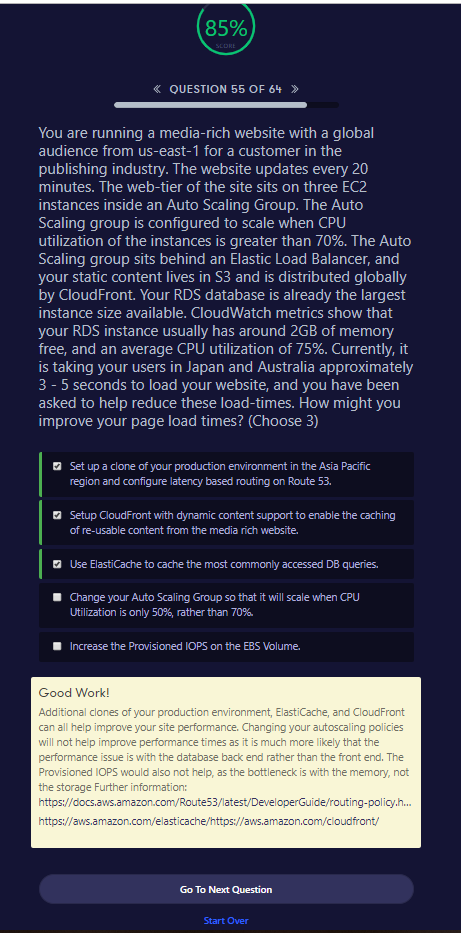 85%
SCORE
« QUESTION 55 OF 64 »
You are running a media-rich website with a global
audience from us-east-1 for a customer in the
publishing industry. The website updates every 20
minutes. The web-tier of the site sits on three EC2
instances inside an Auto Scaling Group. The Auto
Scaling group is configured to scale when CPU
utilization of the instances is greater than 70%. The Auto
Scaling group sits behind an Elastic Load Balancer, and
your static content lives in S3 and is distributed globally
by CloudFront. Your RDS database is already the largest
instance size available. CloudWatch metrics show that
your RDS instance usually has around 2GB of memory
free, and an average CPU utilization of 75%. Currently, it
is taking your users in Japan and Australia approximately
3 - 5 seconds to load your website, and you have been
asked to help reduce these load-times. How might you
improve your page load times? (Choose 3)
Set up a clone of your production environment in the Asia Pacific
region and configure latency based routing on Route 53.
Setup CloudFront with dynamic content support to enable the caching
of re-usable content from the media rich website.
Use ElastiCache to cache the most commonly accessed DB queries.
Change your Auto Scaling Group so that it will scale when CPU
Utilization is only 50%, rather than 70%.
Increase the Provisioned IOPS on the EBS Volume.
Good Work!
Additional clones of your production environment, ElastiCache, and CloudFront
can all help improve your site performance. Changing your autoscaling policies
will not help improve performance times as it is much more likely that the
performance issue is with the database back end rather than the front end. The
Provisioned IOPS would also not help, as the bottleneck is with the memory, not
the storage Further information:
https://docs.aws.amazon.com/Route53/latest/DeveloperGuide/routing-policy.h...
https://aws.amazon.com/elasticache/https://aws.amazon.com/cloudfront/
Go To Next Question
Start Over